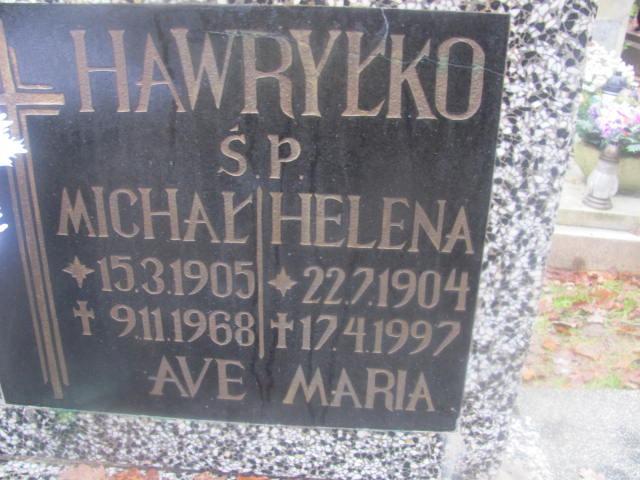 HAWRYŁKO
Ś.P.
MICHAŁ HELENA
15.3.1905 22.7.1904
9.11.1968 17.4.1997
AVE MARIA